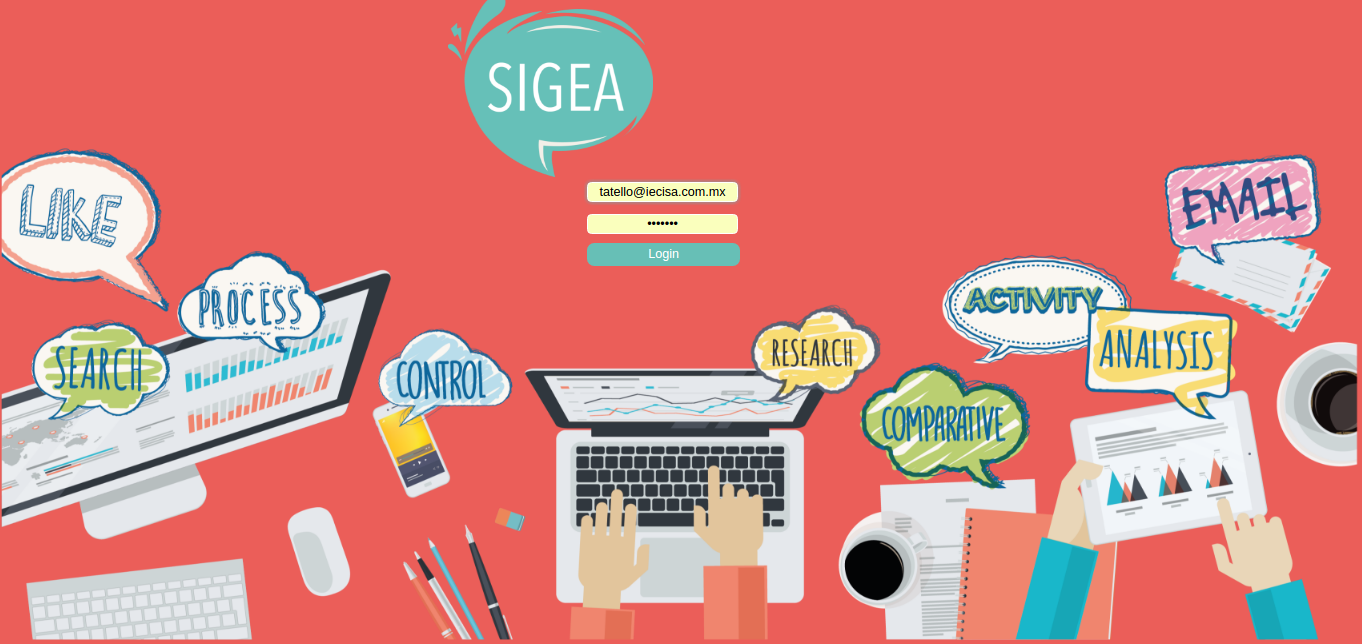 SIGEA
tatello@iecisa.com.mx
•••••••
Login
LIKE
EMAIL
PROCESS
ACTIVITY
SEARCH
CONTROL
RESEARCH
ANALYSIS
COMPARATIVE